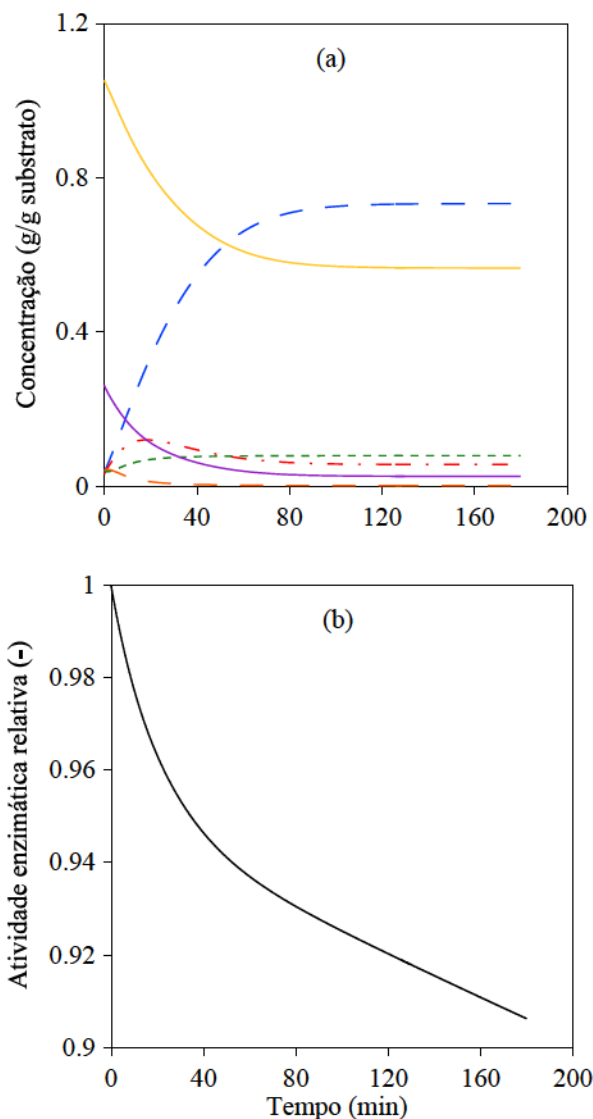 1.2
(a)
0.8
Concentração (g/g substrato)
0.4
0
0 40 80 120 160 200
1
(b)
0.98
0.96
Atividade enzimática relativa (-)
0.94
0.92
0.9
0 40 80 120 160 200
Tempo (min)